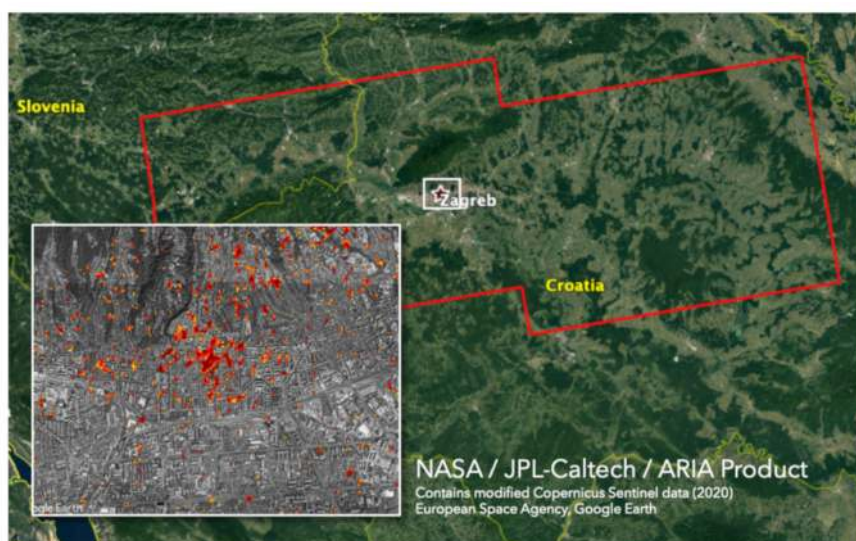 Slovenia
Zagreb
Croatia
NASA / JPL-Caltech / ARIA Product
Contains modified Copernicus Sentinel data (2020)
European Space Agency, Google Earth
gle Earth